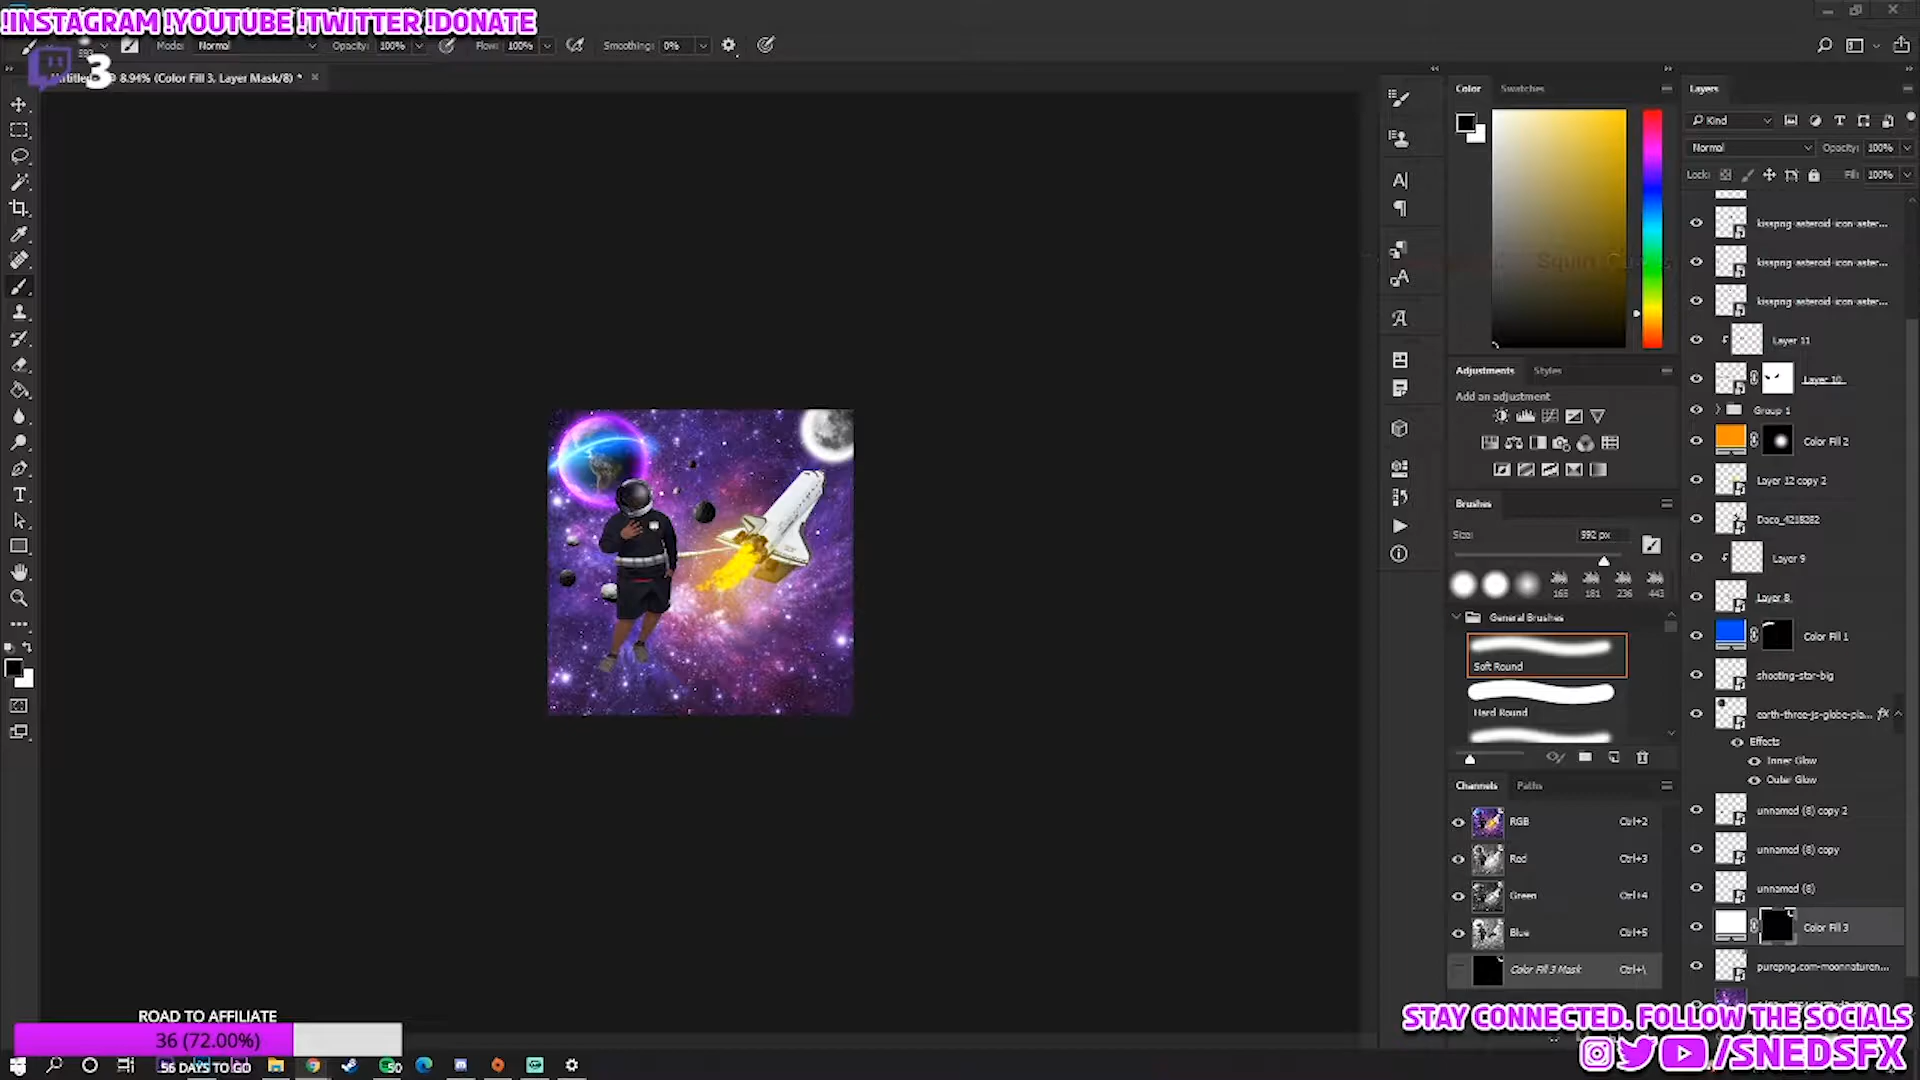 !INSTAGRAM !YOUTUBE !TWITTER !DONATE
Mode: Normal Opacity: 100% Flow: 100% Smoothing: 0%
3
@ 8.94% (Color Fill 3, Layer Mask/8) *
Color Swatches
Adjustments Styles
Add an adjustment
Brushes
Size: 592 px
165 181 236 443
General Brushes
Soft Round
Hard Round
Channels Paths
RGB Ctrl+2
Red Ctrl+3
Green Ctrl+4
Blue Ctrl+5
Color Fill 3 Mask Ctrl+\
Layers
Kind
Normal Opacity: 100%
Lock: Fill: 100%
kisspng-asteroid-icon-aster...
kisspng-asteroid-icon-aster...
kisspng-asteroid-icon-aster...
Layer 11
Layer 10
Group 1
Color Fill 2
Layer 12 copy 2
Daco_4218282
Layer 9
Layer 8
Color Fill 1
shooting-star-big
earth-three-js-globe-pla... fx
Effects
Inner Glow
Outer Glow
unnamed (8) copy 2
unnamed (8) copy
unnamed (8)
Color Fill 3
purepng.com-moonnaturen...
ROAD TO AFFILIATE
36 (72.00%)
56 DAYS TO GO
50
STAY CONNECTED. FOLLOW THE SOCIALS
/SNEDSFX